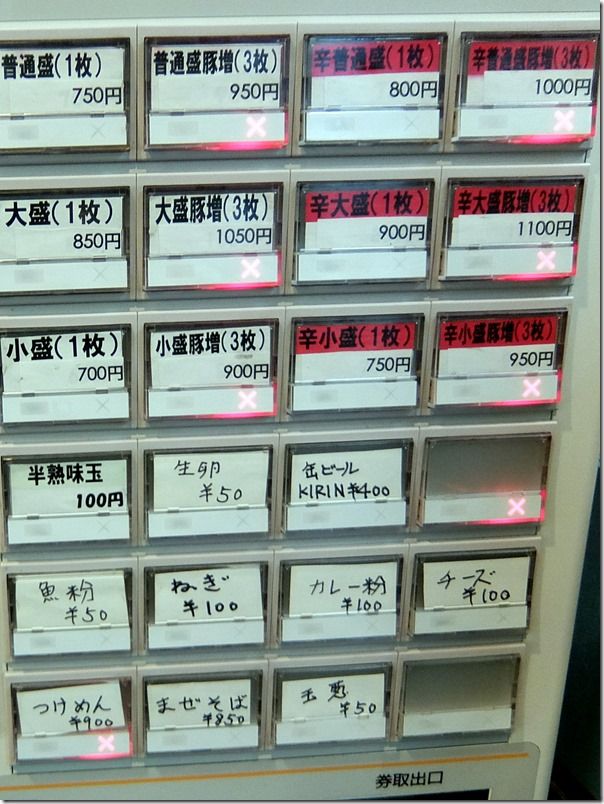 普通盛(1枚)
750円
普通盛豚増(3枚)
950円
辛普通盛(1枚)
800円
辛普通盛豚増(3枚)
1000円
大盛(1枚)
850円
大盛豚増(3枚)
1050円
辛大盛(1枚)
900円
辛大盛豚増(3枚)
1100円
小盛(1枚)
700円
小盛豚増(3枚)
900円
辛小盛(1枚)
750円
辛小盛豚増(3枚)
950円
半熟味玉
100円
生卵
¥50
缶ビール
KIRIN¥400
魚粉
¥50
ねぎ
¥100
カレー粉
¥100
チーズ
¥100
つけめん
¥900
まぜそば
¥850
玉葱
¥50
券取出口